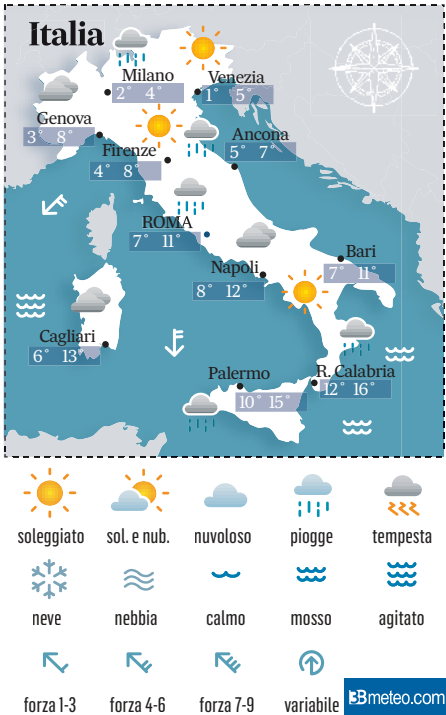 Italia
Milano
2° 4°
Venezia
1° 5°
Genova
3° 8°
Firenze
4° 8°
Ancona
5° 7°
ROMA
7° 11°
Napoli
8° 12°
Bari
7° 11°
Cagliari
6° 13°
Palermo
10° 15°
R. Calabria
12° 16°
soleggiato sol. e nub. nuvoloso piogge tempesta
neve nebbia calmo mosso agitato
forza 1-3 forza 4-6 forza 7-9 variabile
3Bmeteo.com